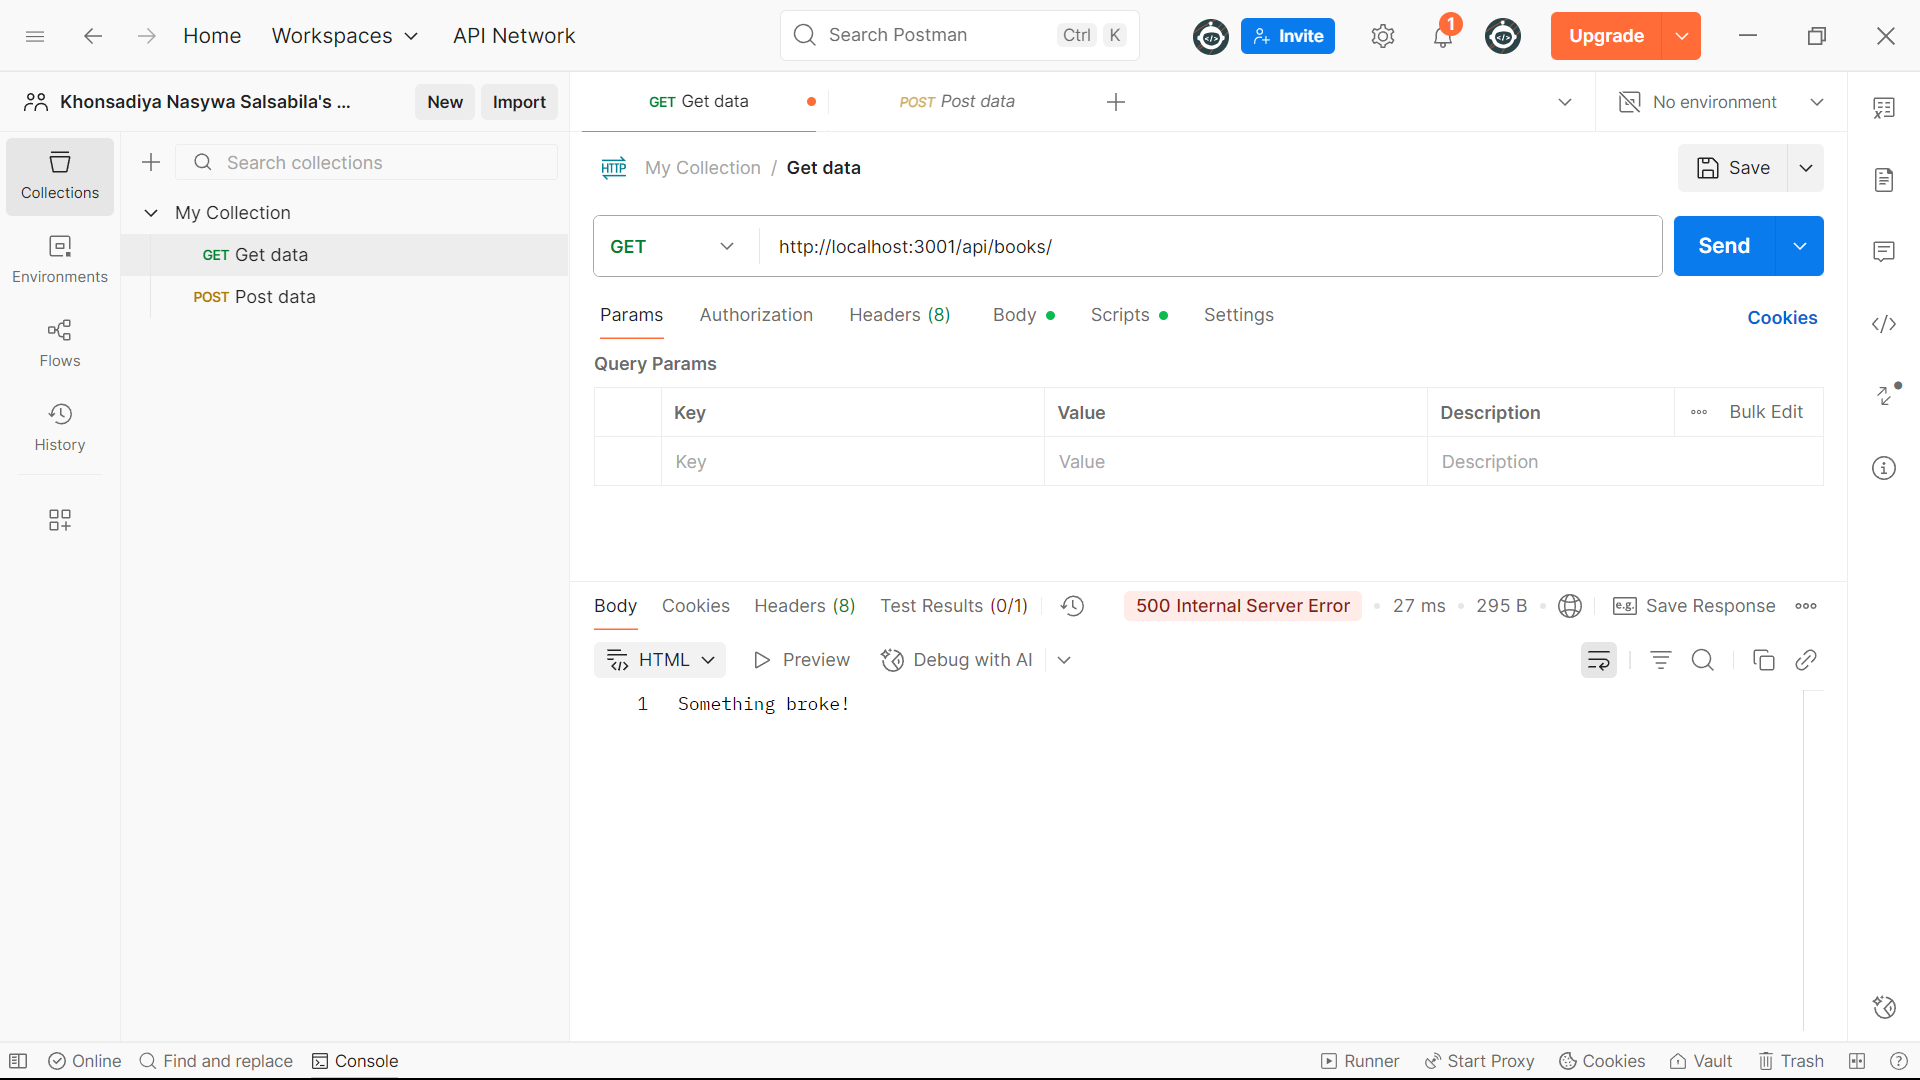 Home Workspaces API Network Search Postman Ctrl K Invite 1 Upgrade
Khonsadiya Nasywa Salsabila's ... New Import GET Get data POST Post data No environment
Collections Search collections HTTP My Collection / Get data Save
My Collection
GET Get data GET http://localhost:3001/api/books/ Send
Environments
POST Post data Params Authorization Headers (8) Body Scripts Settings Cookies
Flows Query Params
Key Value Description Bulk Edit
History Key Value Description
Body Cookies Headers (8) Test Results (0/1) 500 Internal Server Error 27 ms 295 B e.g. Save Response
HTML Preview Debug with AI
1 Something broke!
Online Find and replace Console Runner Start Proxy Cookies Vault Trash